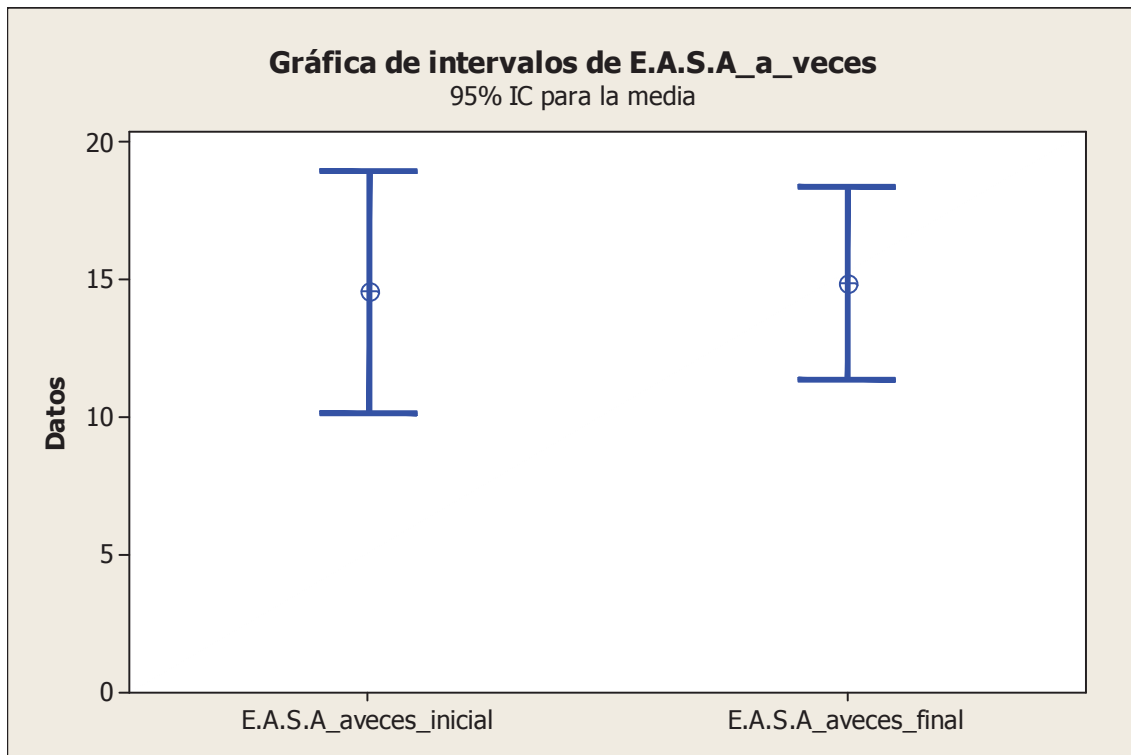 Gráfica de intervalos de E.A.S.A_a_veces
95% IC para la media
Datos
20
15
10
5
0
E.A.S.A_aveces_inicial
E.A.S.A_aveces_final